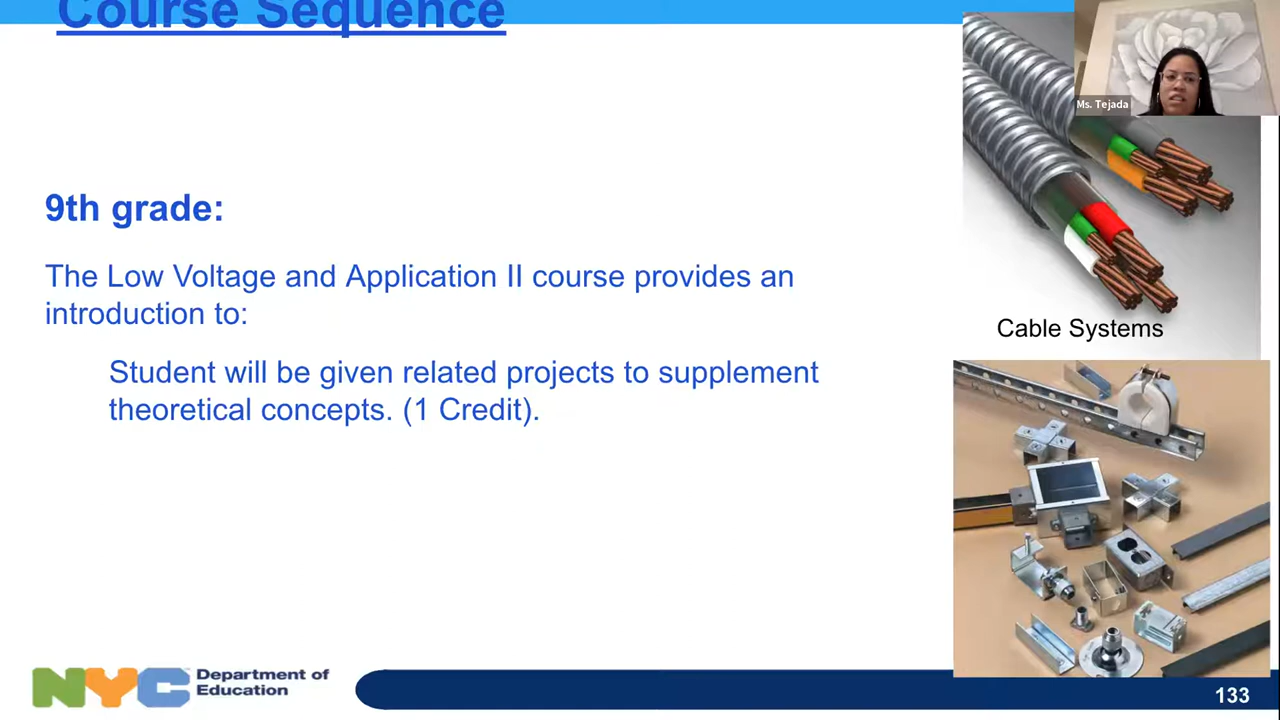 Course Sequence
Ms. Tejada
9th grade:
The Low Voltage and Application II course provides an
introduction to:
Student will be given related projects to supplement
theoretical concepts. (1 Credit).
Cable Systems
NYC
Department of
Education
133